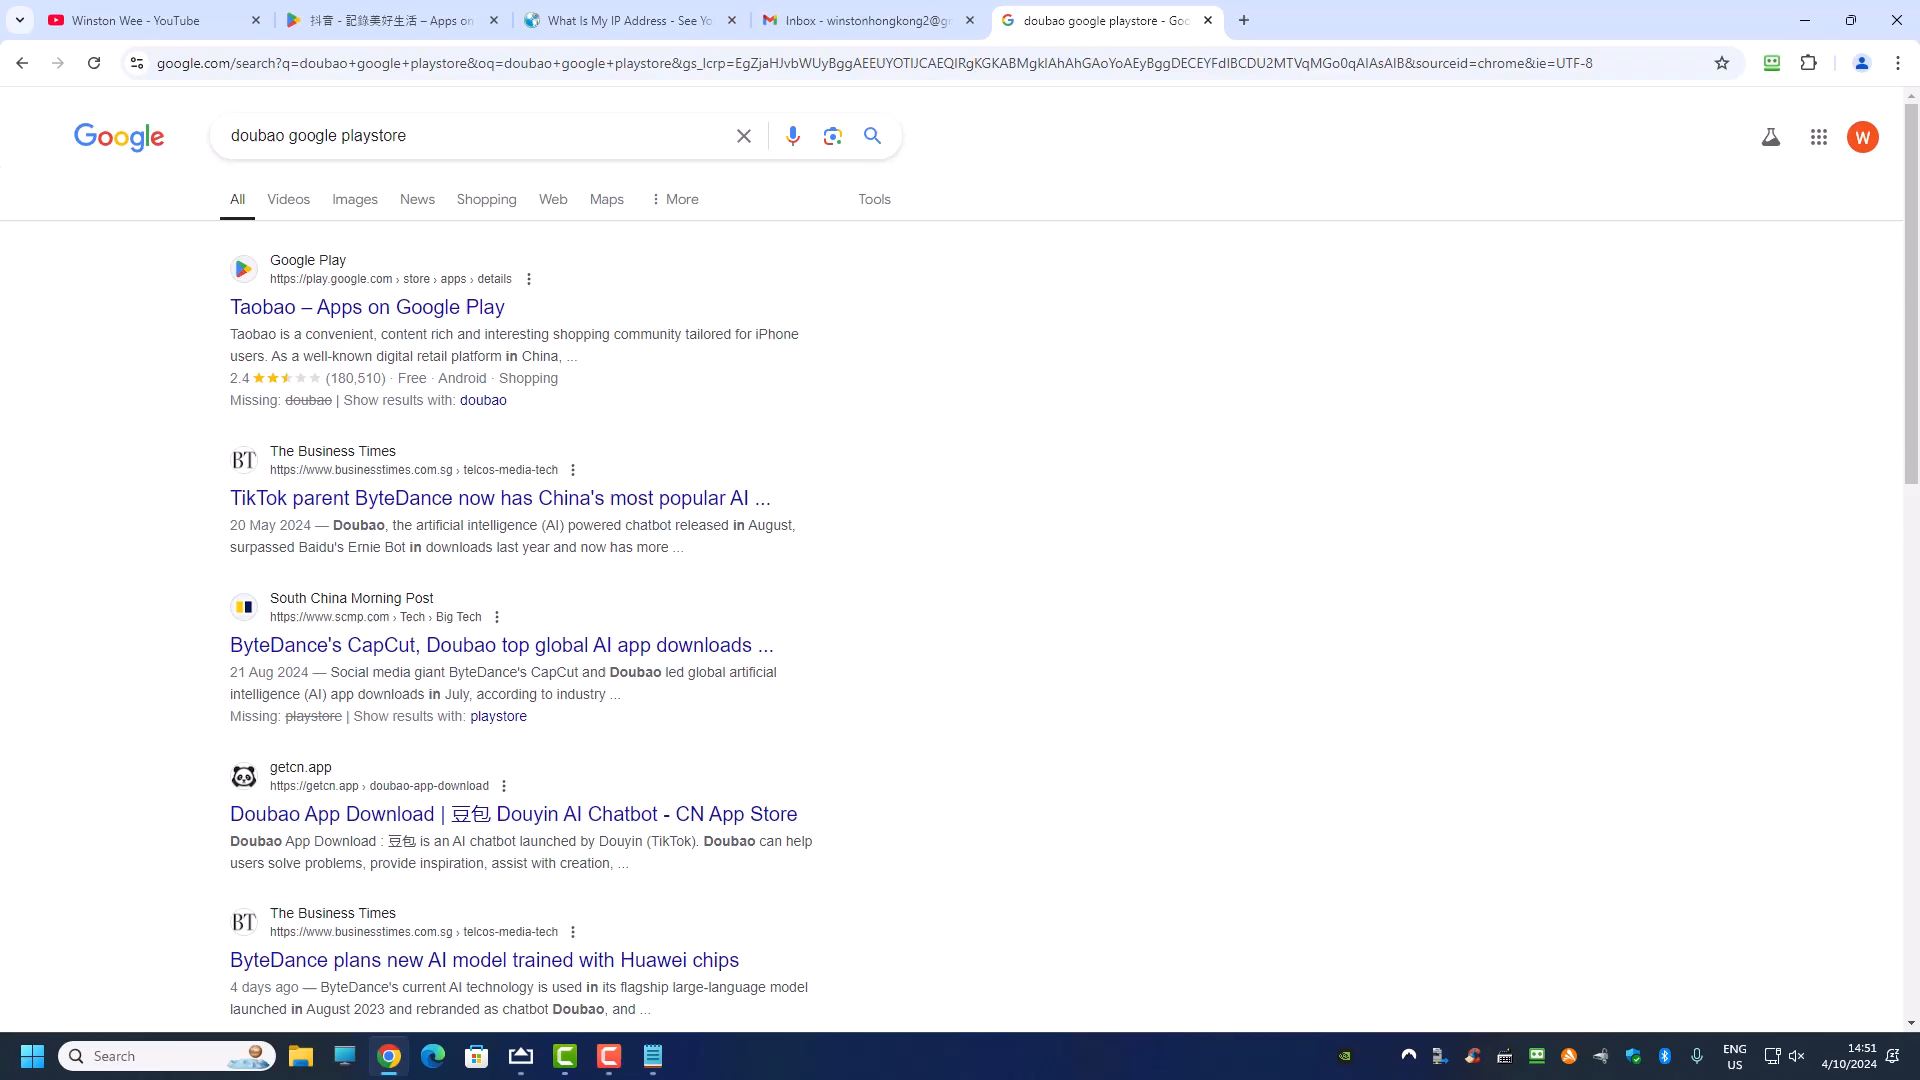 Winston Wee - YouTube
抖音 - 記錄美好生活 – Apps on
What Is My IP Address - See Yo
Inbox - winstonhongkong2@gm
doubao google playstore - Goo
google.com/search?q=doubao+google+playstore&oq=doubao+google+playstore&gs_lcrp=EgZjaHJvbWUyBggAEEUYOTIJCAEQIRgKGKABMgkIAhAhGAoYoAEyBggDECEYFdIBCDU2MTVqMGo0qAIAsAIB&sourceid=chrome&ie=UTF-8
Google
doubao google playstore
W
All
Videos
Images
News
Shopping
Web
Maps
More
Tools
Google Play
https://play.google.com › store › apps › details
Taobao – Apps on Google Play
Taobao is a convenient, content rich and interesting shopping community tailored for iPhone
users. As a well-known digital retail platform in China, ...
2.4 (180,510) · Free · Android · Shopping
Missing: doubao | Show results with: doubao
BT
The Business Times
https://www.businesstimes.com.sg › telcos-media-tech
TikTok parent ByteDance now has China's most popular AI ...
20 May 2024 — Doubao, the artificial intelligence (AI) powered chatbot released in August,
surpassed Baidu's Ernie Bot in downloads last year and now has more ...
South China Morning Post
https://www.scmp.com › Tech › Big Tech
ByteDance's CapCut, Doubao top global AI app downloads ...
21 Aug 2024 — Social media giant ByteDance's CapCut and Doubao led global artificial
intelligence (AI) app downloads in July, according to industry ...
Missing: playstore | Show results with: playstore
getcn.app
https://getcn.app › doubao-app-download
Doubao App Download | 豆包 Douyin AI Chatbot - CN App Store
Doubao App Download : 豆包 is an AI chatbot launched by Douyin (TikTok). Doubao can help
users solve problems, provide inspiration, assist with creation, ...
BT
The Business Times
https://www.businesstimes.com.sg › telcos-media-tech
ByteDance plans new AI model trained with Huawei chips
4 days ago — ByteDance's current AI technology is used in its flagship large-language model
launched in August 2023 and rebranded as chatbot Doubao, and ...
Search
ENG
US
14:51
4/10/2024